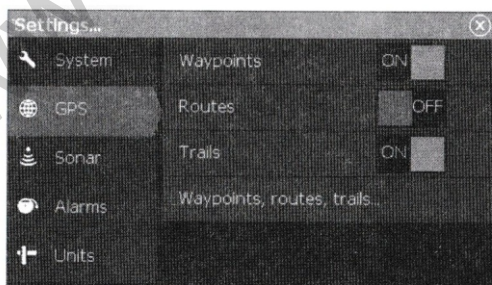 Settings...
System
GPS
Sonar
Alarms
Units
Waypoints ON
Routes OFF
Trails ON
Waypoints, routes, trails...